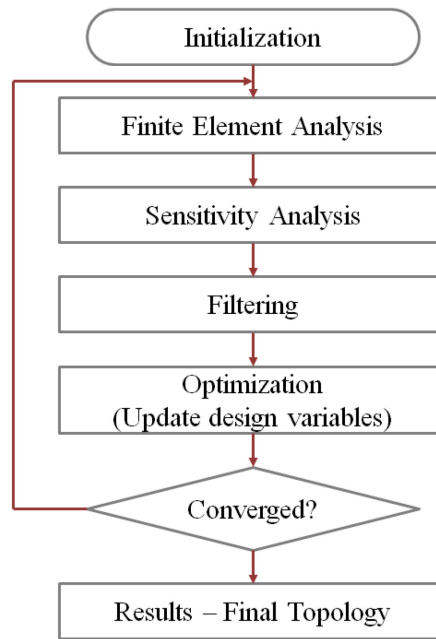 Initialization
Finite Element Analysis
Sensitivity Analysis
Filtering
Optimization
(Update design variables)
Converged?
Results – Final Topology